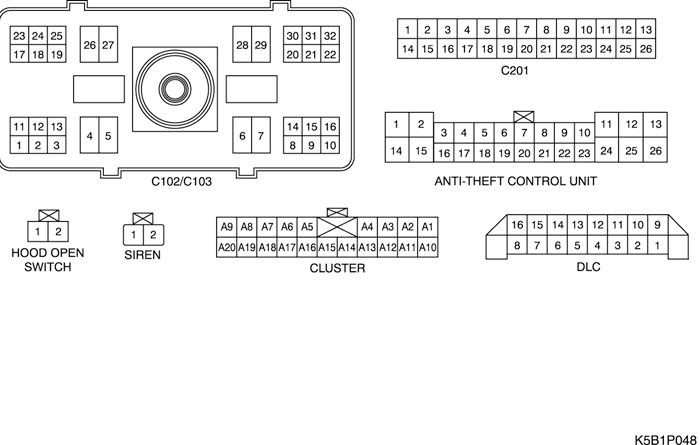 23 24 25 26 27 28 29 30 31 32
17 18 19 20 21 22
11 12 13 4 5 6 7 14 15 16
1 2 3 8 9 10
C102/C103
1 2 3 4 5 6 7 8 9 10 11 12 13
14 15 16 17 18 19 20 21 22 23 24 25 26
C201
1 2 3 4 5 6 7 8 9 10 11 12 13
14 15 16 17 18 19 20 21 22 23 24 25 26
ANTI-THEFT CONTROL UNIT
1 2
HOOD OPEN
SWITCH
1 2
SIREN
A9 A8 A7 A6 A5 A4 A3 A2 A1
A20 A19 A18 A17 A16 A15 A14 A13 A12 A11 A10
CLUSTER
16 15 14 13 12 11 10 9
8 7 6 5 4 3 2 1
DLC
K5B1P048